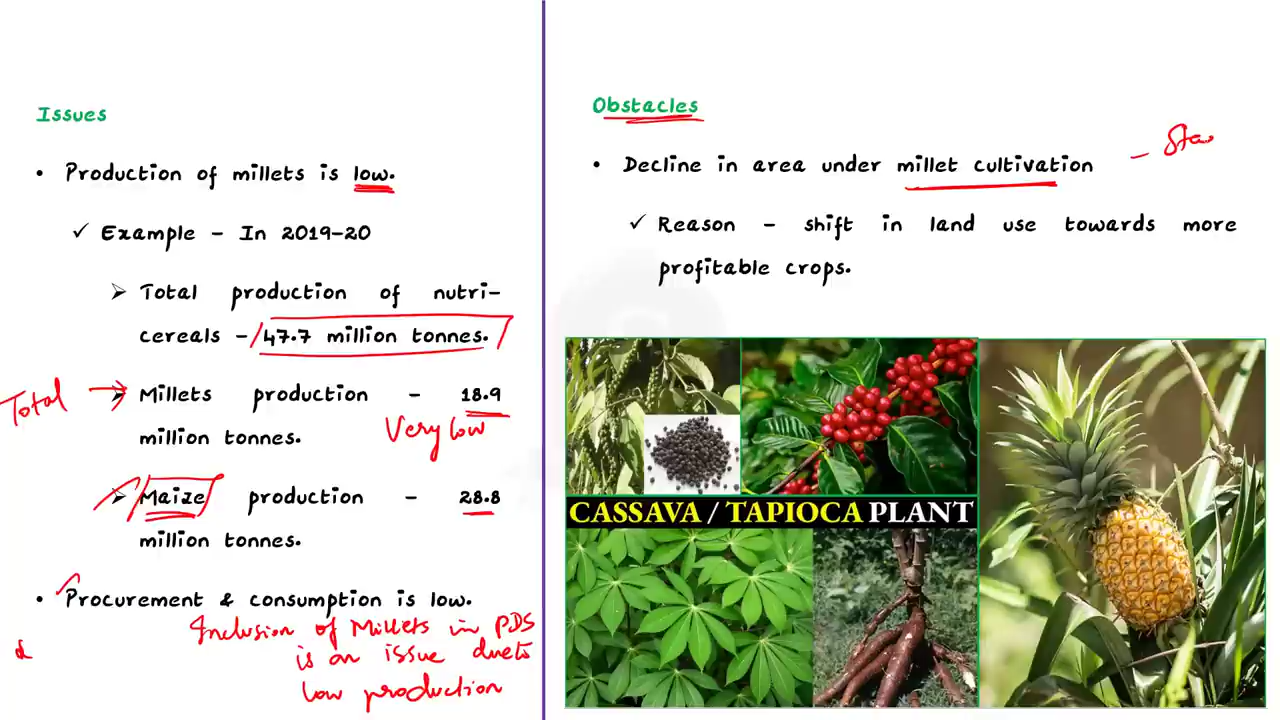 Issues
• Production of millets is low.
✓ Example - In 2019-20
➤ Total production of nutri-
cereals - 47.7 million tonnes.
Total → ➤ Millets production - 18.9
million tonnes. Very low
➤ Maize production - 28.8
million tonnes.
• Procurement & consumption is low.
Inclusion of Millets in PDS
is an issue due to
low production
Obstacles
• Decline in area under millet cultivation -
✓ Reason - shift in land use towards more
profitable crops.
CASSAVA / TAPIOCA PLANT